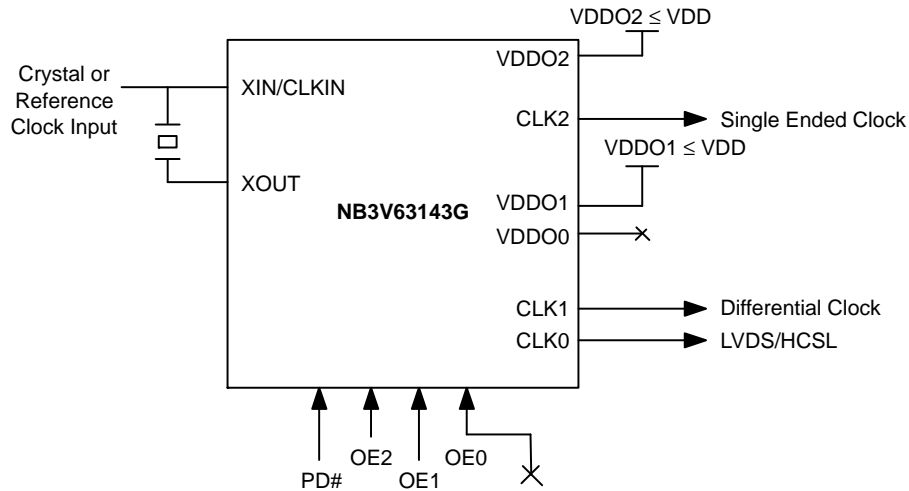 VDDO2 ≤ VDD
VDDO2
Crystal or
Reference
Clock Input
XIN/CLKIN
CLK2
Single Ended Clock
VDDO1 ≤ VDD
XOUT
NB3V63143G
VDDO1
VDDO0
CLK1
Differential Clock
CLK0
LVDS/HCSL
PD#
OE2
OE1
OE0